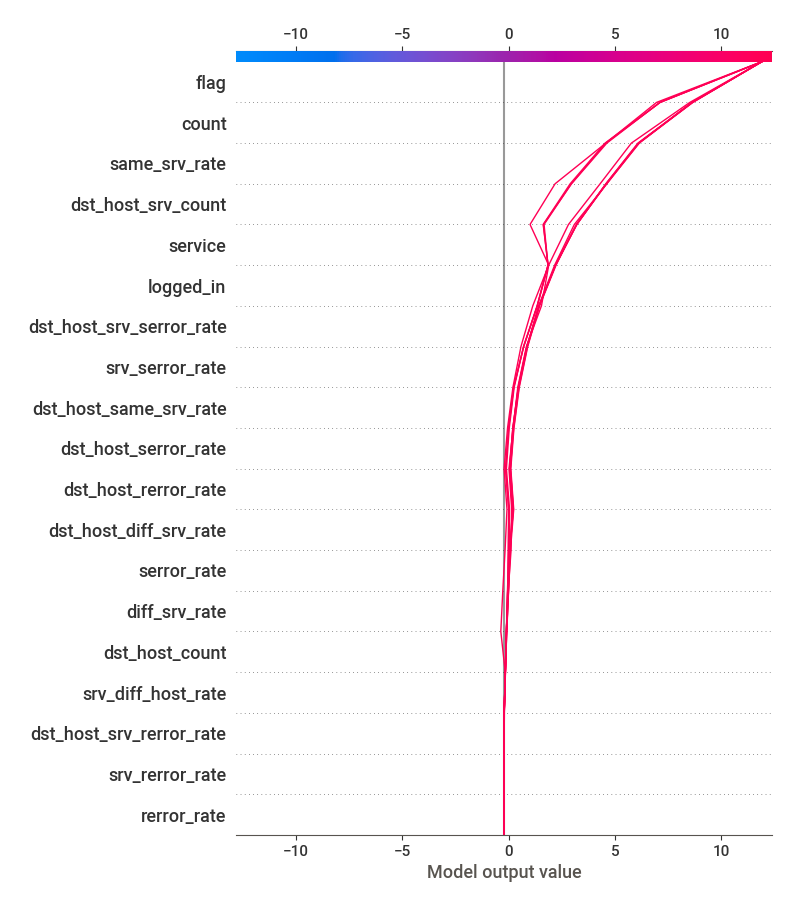 −10 −5 0 5 10
flag
count
same_srv_rate
dst_host_srv_count
service
logged_in
dst_host_srv_serror_rate
srv_serror_rate
dst_host_same_srv_rate
dst_host_serror_rate
dst_host_rerror_rate
dst_host_diff_srv_rate
serror_rate
diff_srv_rate
dst_host_count
srv_diff_host_rate
dst_host_srv_rerror_rate
srv_rerror_rate
rerror_rate
−10 −5 0 5 10
Model output value